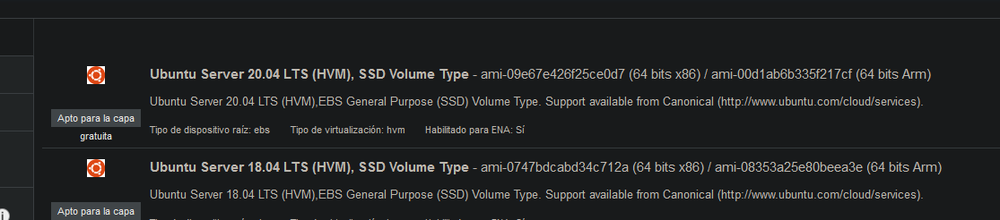 Ubuntu Server 20.04 LTS (HVM), SSD Volume Type - ami-09e67e426f25ce0d7 (64 bits x86) / ami-00d1ab6b335f217cf (64 bits Arm)
Ubuntu Server 20.04 LTS (HVM),EBS General Purpose (SSD) Volume Type. Support available from Canonical (http://www.ubuntu.com/cloud/services).
Apto para la capa
gratuita
Tipo de dispositivo raíz: ebs Tipo de virtualización: hvm Habilitado para ENA: Sí
Ubuntu Server 18.04 LTS (HVM), SSD Volume Type - ami-0747bdcabd34c712a (64 bits x86) / ami-08353a25e80beea3e (64 bits Arm)
Ubuntu Server 18.04 LTS (HVM),EBS General Purpose (SSD) Volume Type. Support available from Canonical (http://www.ubuntu.com/cloud/services).
Apto para la capa